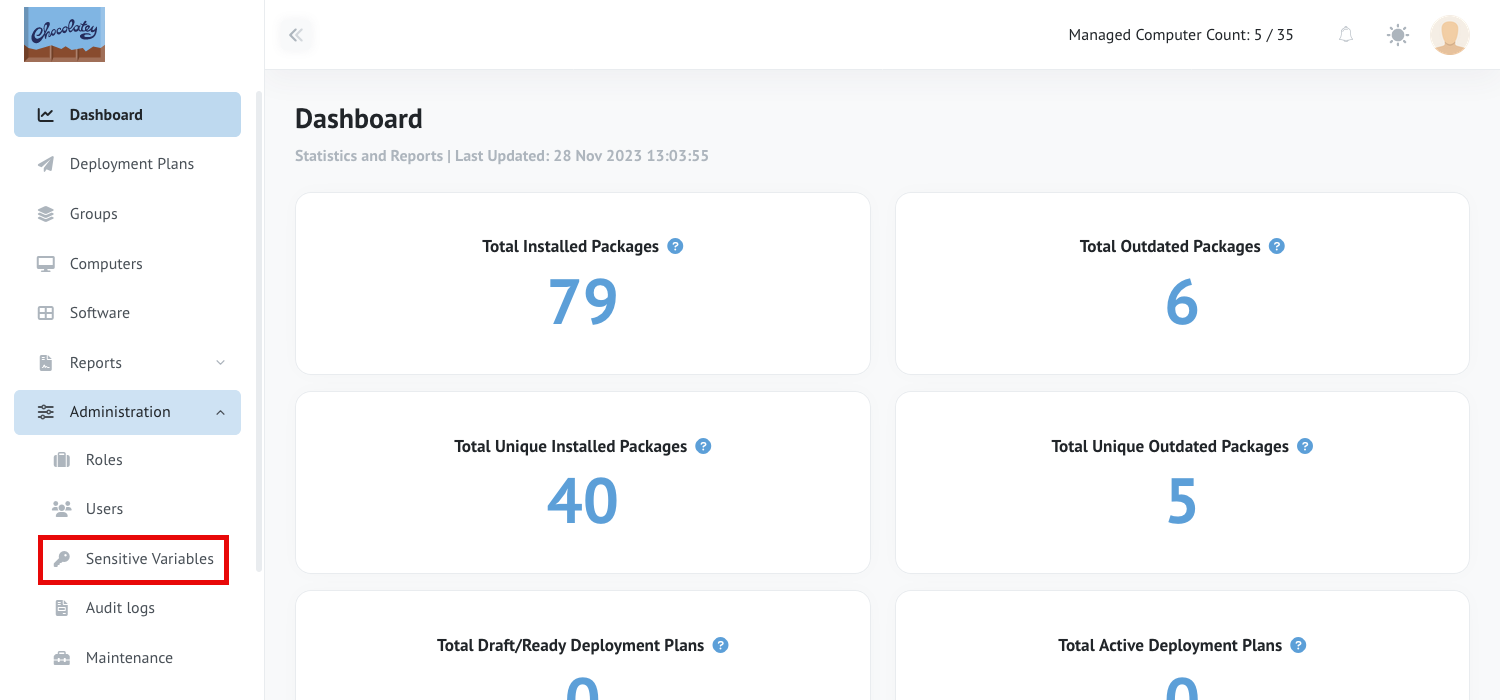 Chocolatey
Managed Computer Count: 5 / 35
Dashboard
Deployment Plans
Groups
Computers
Software
Reports
Administration
Roles
Users
Sensitive Variables
Audit logs
Maintenance
Dashboard
Statistics and Reports | Last Updated: 28 Nov 2023 13:03:55
Total Installed Packages ?
79
Total Outdated Packages ?
6
Total Unique Installed Packages ?
40
Total Unique Outdated Packages ?
5
Total Draft/Ready Deployment Plans ?
0
Total Active Deployment Plans ?
0